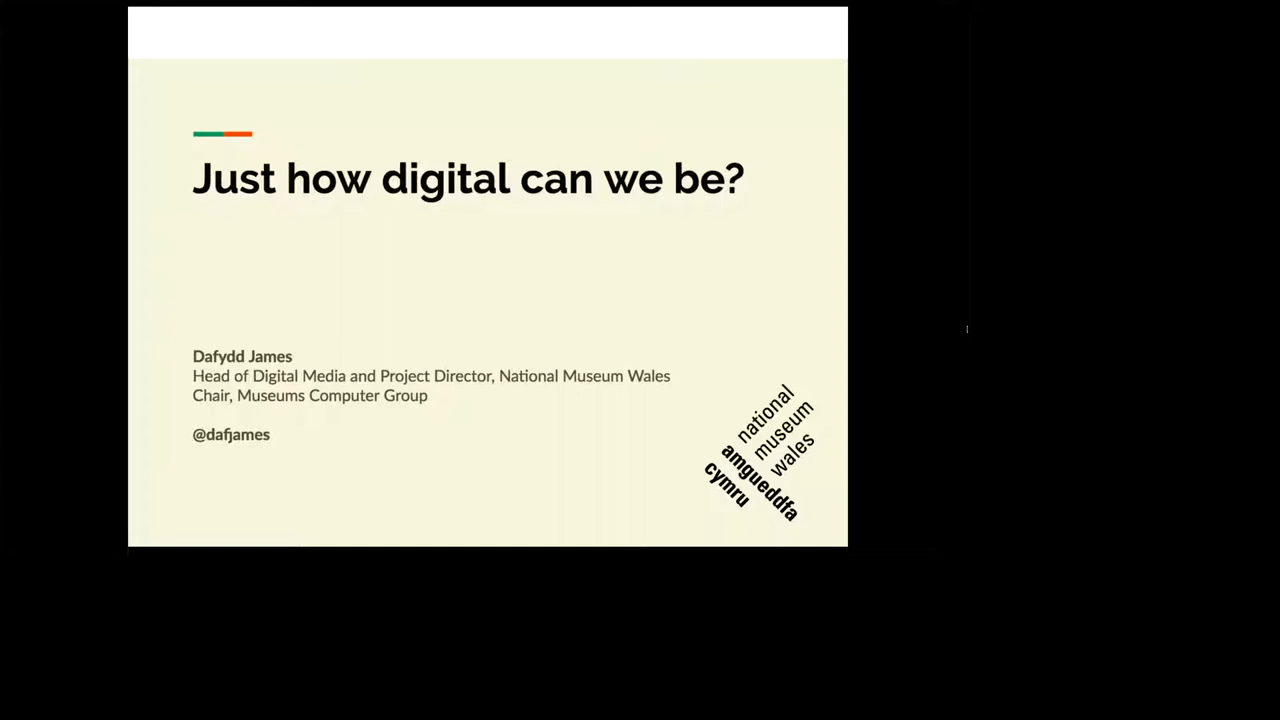 Just how digital can we be?
Dafydd James
Head of Digital Media and Project Director, National Museum Wales
Chair, Museums Computer Group
@dafjames
national
museum
wales
amgueddfa
cymru